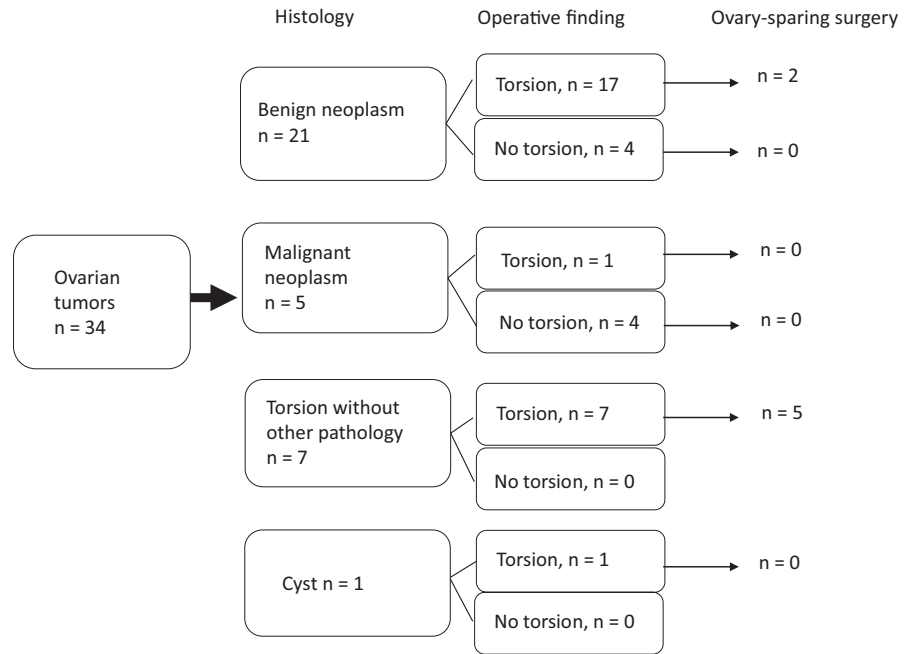 Histology
Operative finding
Ovary-sparing surgery
Ovarian
tumors
n = 34
Benign neoplasm
n = 21
Torsion, n = 17
n = 2
No torsion, n = 4
n = 0
Malignant
neoplasm
n = 5
Torsion, n = 1
n = 0
No torsion, n = 4
n = 0
Torsion without
other pathology
n = 7
Torsion, n = 7
n = 5
No torsion, n = 0
Cyst n = 1
Torsion, n = 1
n = 0
No torsion, n = 0